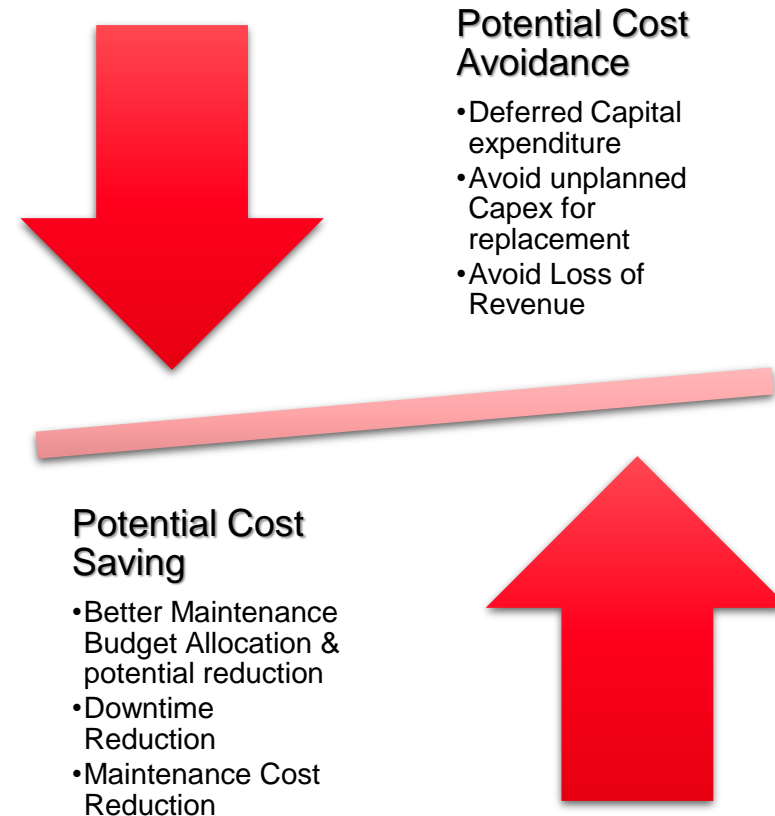 Potential Cost
Avoidance
•Deferred Capital
expenditure
•Avoid unplanned
Capex for
replacement
•Avoid Loss of
Revenue
Potential Cost
Saving
•Better Maintenance
Budget Allocation &
potential reduction
•Downtime
Reduction
•Maintenance Cost
Reduction